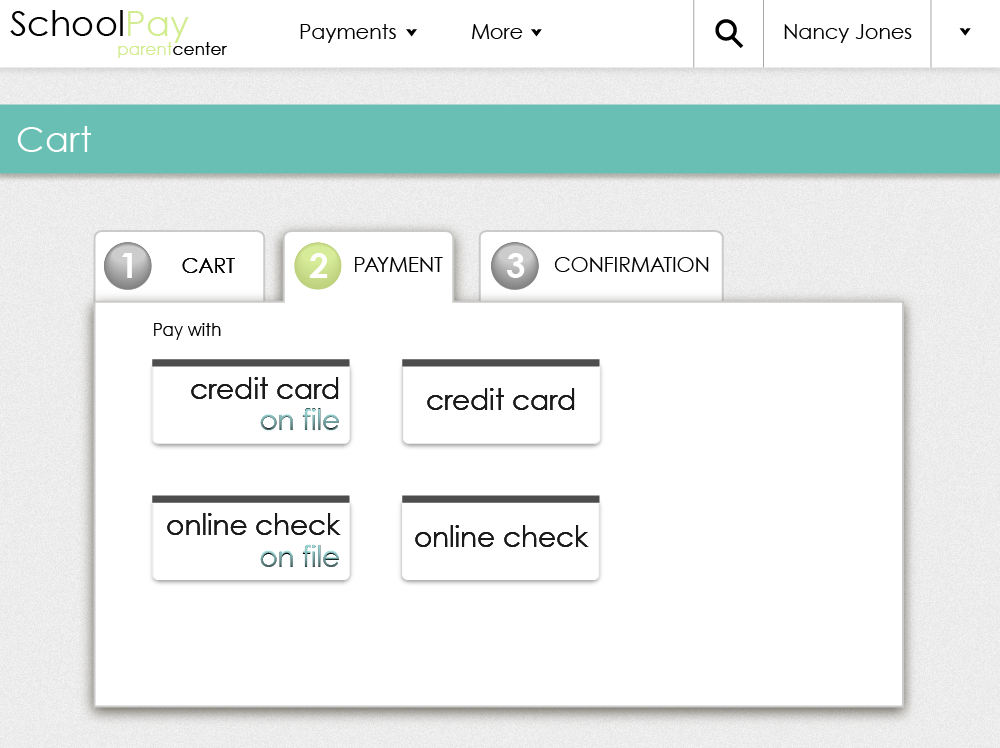 SchoolPay
parentcenter
Payments
More
Nancy Jones
Cart
1 CART
2 PAYMENT
3 CONFIRMATION
Pay with
credit card
on file
credit card
online check
on file
online check